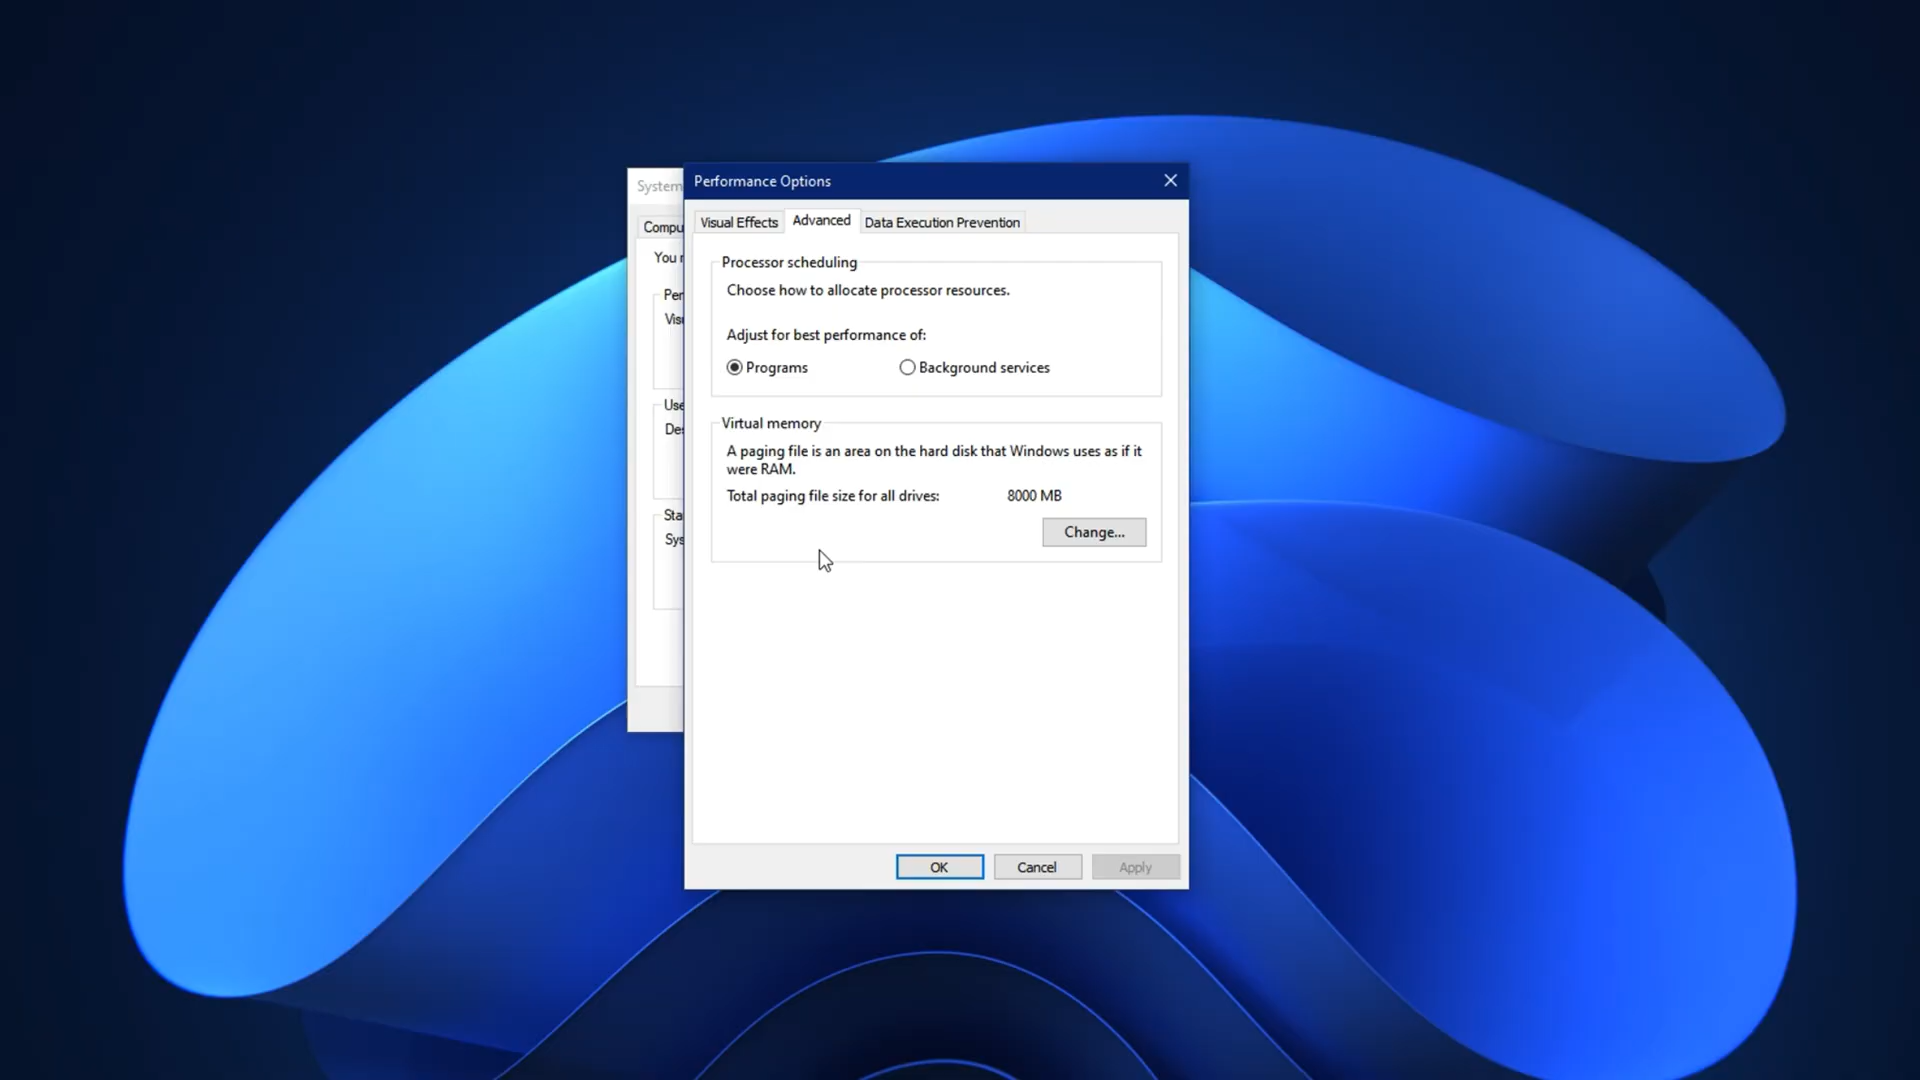 System
Performance Options
Compu
Visual Effects
Advanced
Data Execution Prevention
You r
Per
Visu
Use
Des
Sta
Sys
Processor scheduling
Choose how to allocate processor resources.
Adjust for best performance of:
Programs
Background services
Virtual memory
A paging file is an area on the hard disk that Windows uses as if it
were RAM.
Total paging file size for all drives: 8000 MB
Change...
OK
Cancel
Apply